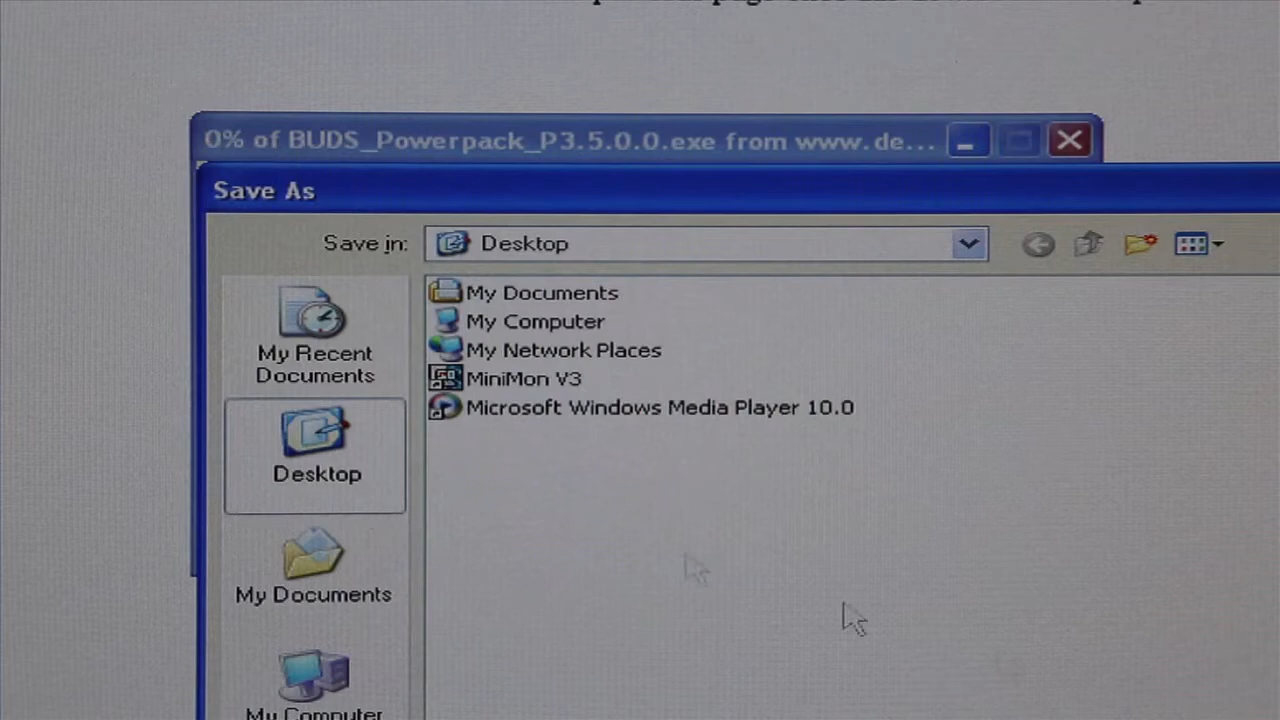 0% of BUDS_Powerpack_P3.5.0.0.exe from www.de...
Save As
Save in:
Desktop
My Documents
My Computer
My Network Places
MiniMon V3
Microsoft Windows Media Player 10.0
My Recent
Documents
Desktop
My Documents
My Computer